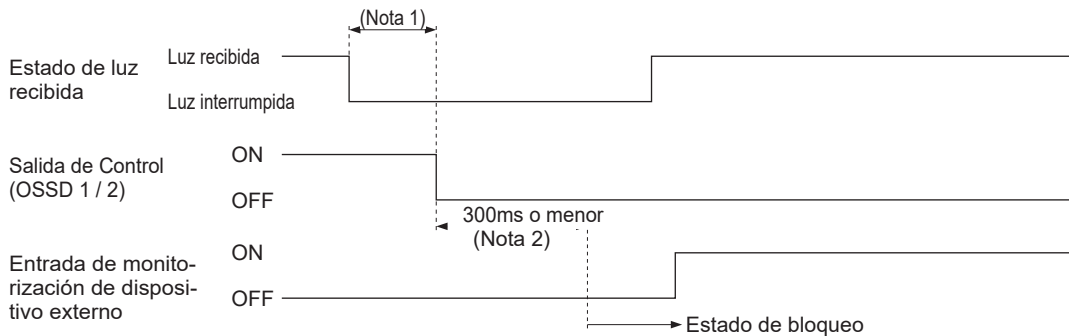 (Nota 1)
Estado de luz
recibida
Luz recibida
Luz interrumpida
Salida de Control
(OSSD 1 / 2)
ON
OFF
300ms o menor
(Nota 2)
Entrada de monito-
rización de disposi-
tivo externo
ON
OFF
Estado de bloqueo